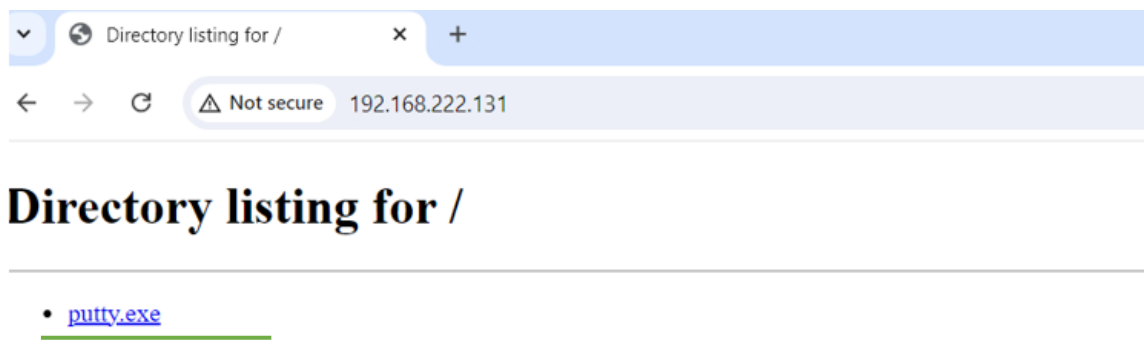 Directory listing for /
Not secure 192.168.222.131
Directory listing for /
putty.exe